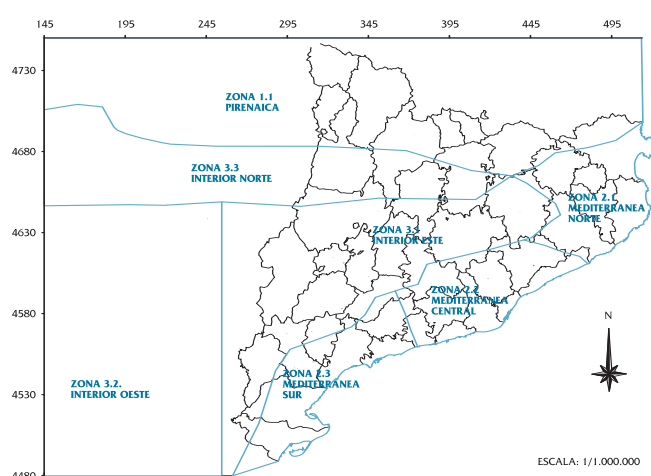 145 195 245 295 345 395 445 495
4730
ZONA 1.1
PIRENAICA
4680
ZONA 3.3
INTERIOR NORTE
ZONA 2.1.
MEDITERRANEA
NORTE
4630
INTERIOR ESTE
ZONA 2.2
MEDITERRANEA
CENTRAL
4580
N
ZONA 2.3
MEDITERRANEA
SUR
ZONA 3.2.
INTERIOR OESTE
4530
ESCALA: 1/1.000.000
4480